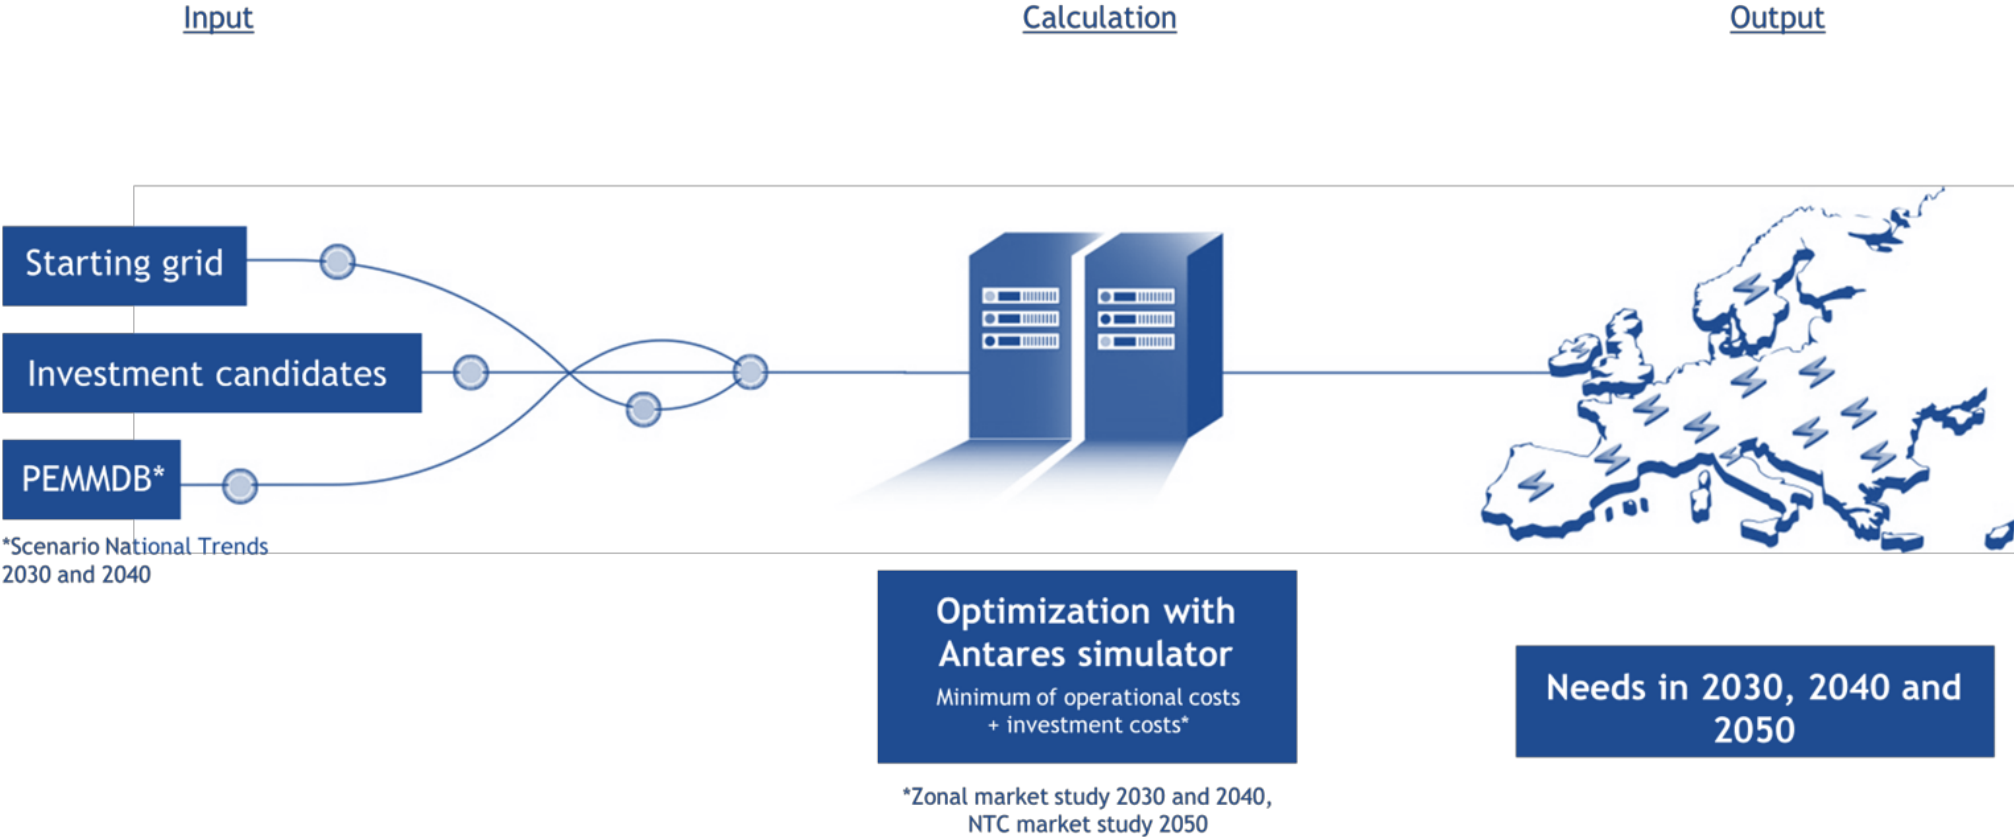 Input
Calculation
Output
Starting grid
Investment candidates
PEMMDB*
*Scenario National Trends
2030 and 2040
Optimization with
Antares simulator
Minimum of operational costs
+ investment costs*
*Zonal market study 2030 and 2040,
NTC market study 2050
Needs in 2030, 2040 and
2050